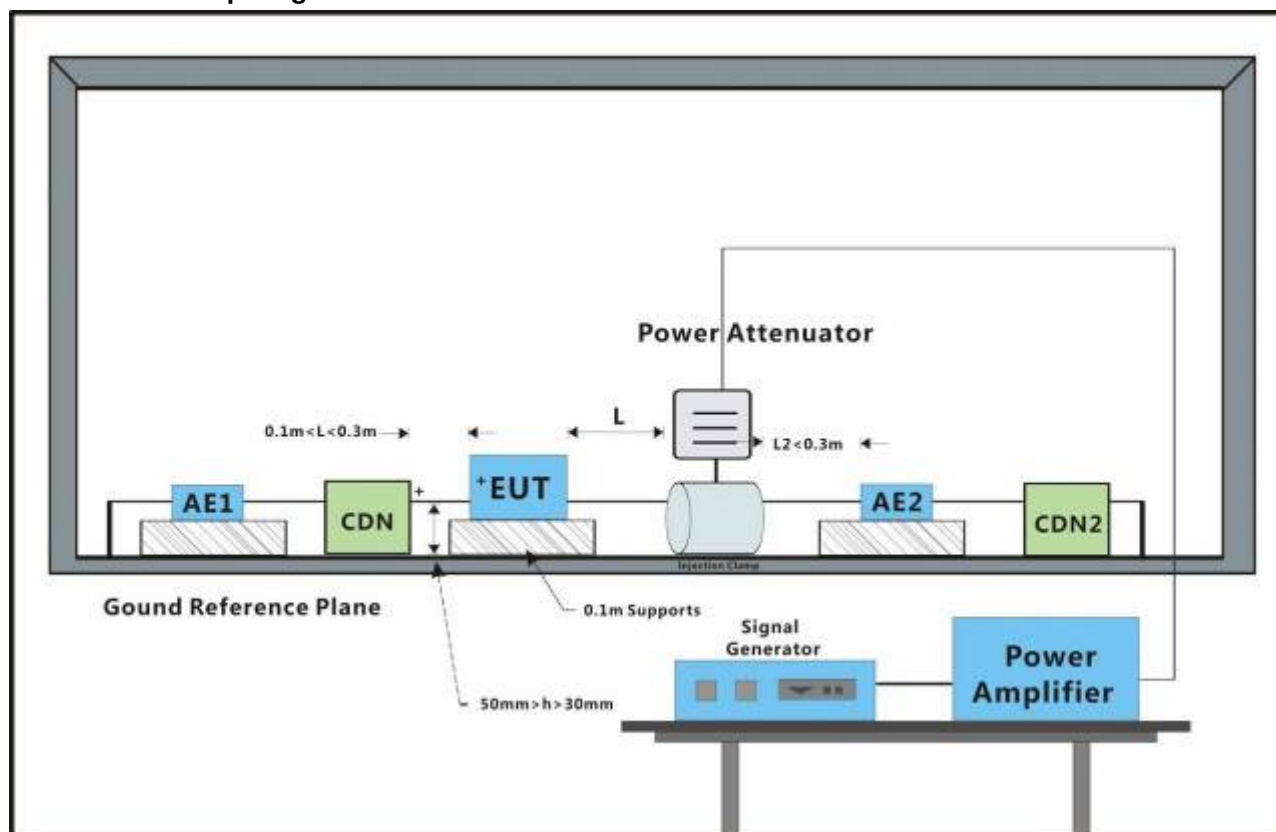 Power Attenuator
0.1m<L<0.3m
L
L2<0.3m
AE1
CDN
+
+EUT
AE2
CDN2
Injection Clamp
Gound Reference Plane
0.1m Supports
Signal
Generator
Power
Amplifier
50mm>h>30mm